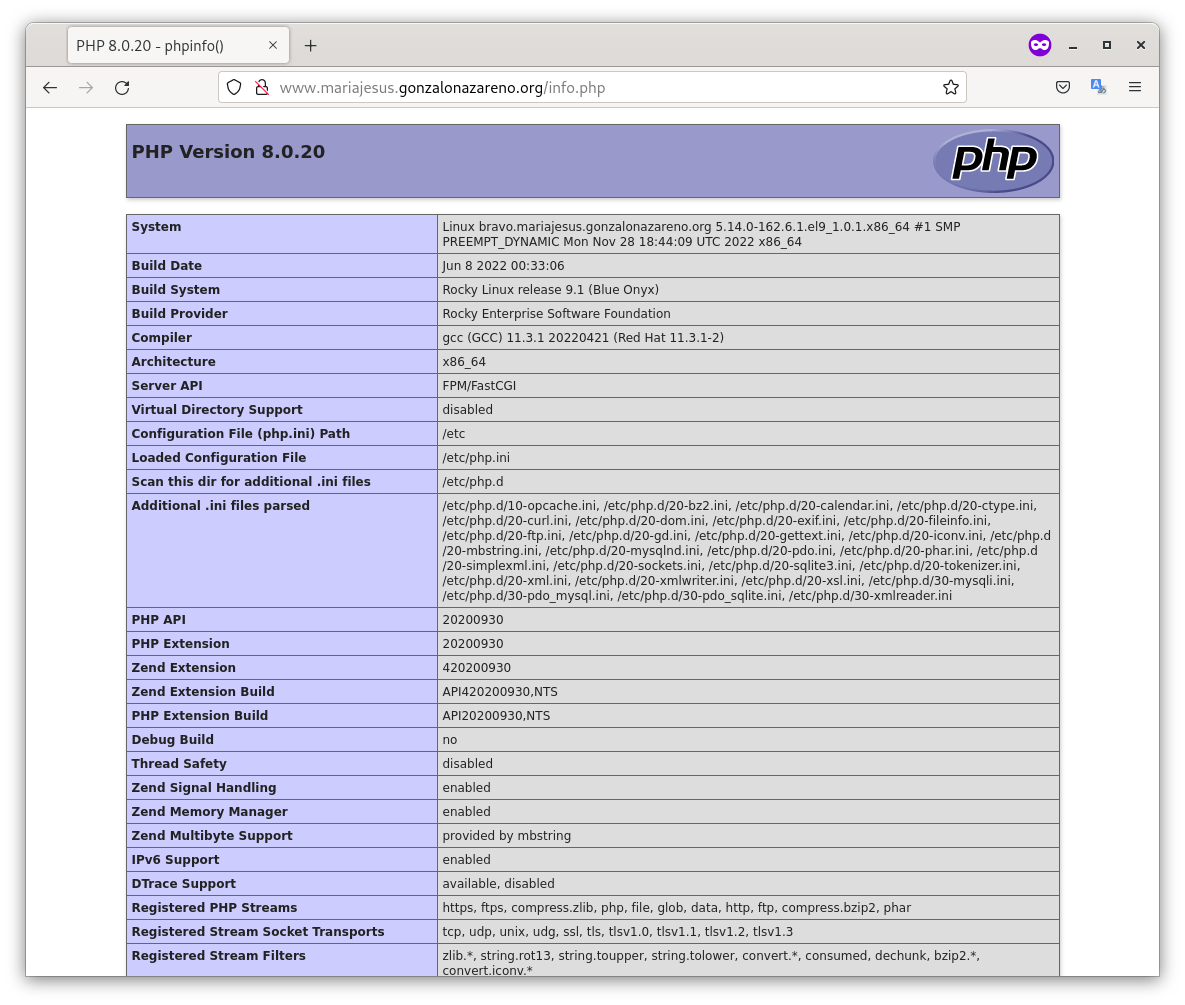 PHP 8.0.20 - phpinfo()
www.mariajesus.gonzalonazareno.org/info.php
PHP Version 8.0.20
php
System
Linux bravo.mariajesus.gonzalonazareno.org 5.14.0-162.6.1.el9_1.0.1.x86_64 #1 SMP
PREEMPT_DYNAMIC Mon Nov 28 18:44:09 UTC 2022 x86_64
Build Date Jun 8 2022 00:33:06
Build System Rocky Linux release 9.1 (Blue Onyx)
Build Provider Rocky Enterprise Software Foundation
Compiler gcc (GCC) 11.3.1 20220421 (Red Hat 11.3.1-2)
Architecture x86_64
Server API FPM/FastCGI
Virtual Directory Support disabled
Configuration File (php.ini) Path /etc
Loaded Configuration File /etc/php.ini
Scan this dir for additional .ini files /etc/php.d
Additional .ini files parsed /etc/php.d/10-opcache.ini, /etc/php.d/20-bz2.ini, /etc/php.d/20-calendar.ini, /etc/php.d/20-ctype.ini,
/etc/php.d/20-curl.ini, /etc/php.d/20-dom.ini, /etc/php.d/20-exif.ini, /etc/php.d/20-fileinfo.ini,
/etc/php.d/20-ftp.ini, /etc/php.d/20-gd.ini, /etc/php.d/20-gettext.ini, /etc/php.d/20-iconv.ini, /etc/php.d
/20-mbstring.ini, /etc/php.d/20-mysqlnd.ini, /etc/php.d/20-pdo.ini, /etc/php.d/20-phar.ini, /etc/php.d
/20-simplexml.ini, /etc/php.d/20-sockets.ini, /etc/php.d/20-sqlite3.ini, /etc/php.d/20-tokenizer.ini,
/etc/php.d/20-xml.ini, /etc/php.d/20-xmlwriter.ini, /etc/php.d/20-xsl.ini, /etc/php.d/30-mysqli.ini,
/etc/php.d/30-pdo_mysql.ini, /etc/php.d/30-pdo_sqlite.ini, /etc/php.d/30-xmlreader.ini
PHP API 20200930
PHP Extension 20200930
Zend Extension 420200930
Zend Extension Build API420200930,NTS
PHP Extension Build API20200930,NTS
Debug Build no
Thread Safety disabled
Zend Signal Handling enabled
Zend Memory Manager enabled
Zend Multibyte Support provided by mbstring
IPv6 Support enabled
DTrace Support available, disabled
Registered PHP Streams https, ftps, compress.zlib, php, file, glob, data, http, ftp, compress.bzip2, phar
Registered Stream Socket Transports tcp, udp, unix, udg, ssl, tls, tlsv1.0, tlsv1.1, tlsv1.2, tlsv1.3
Registered Stream Filters zlib.*, string.rot13, string.toupper, string.tolower, convert.*, consumed, dechunk, bzip2.*,
convert.iconv.*